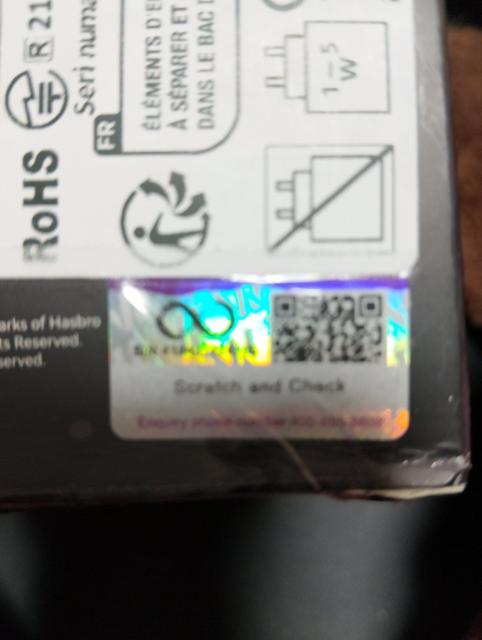 R 21
Seri numa
RoHS
FR
ÉLÉMENTS D'E
À SÉPARER ET
DANS LE BAC D
1 – 5
W
arks of Hasbro
ts Reserved.
served.
Scratch and Check
Enquiry phone number